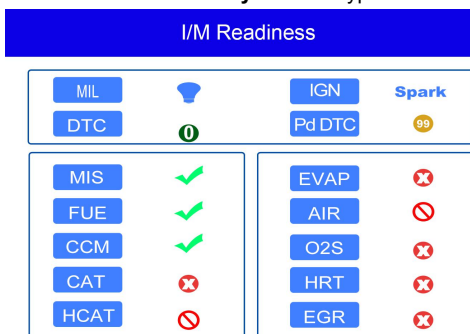 I/M Readiness
MIL
IGN Spark
DTC 0
Pd DTC 99
MIS
FUE
CCM
CAT
HCAT
EVAP
AIR
O2S
HRT
EGR